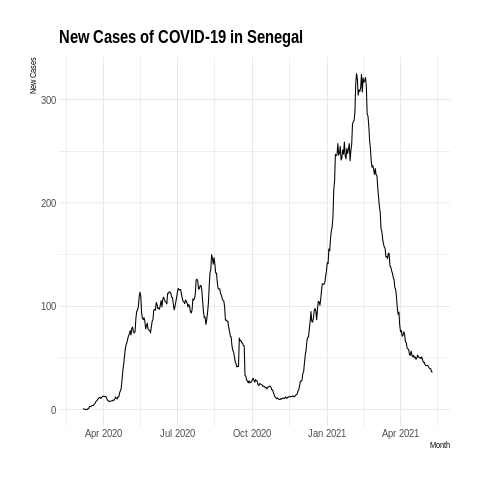 New Cases of COVID-19 in Senegal
New Cases
300
200
100
0
Apr 2020 Jul 2020 Oct 2020 Jan 2021 Apr 2021
Month